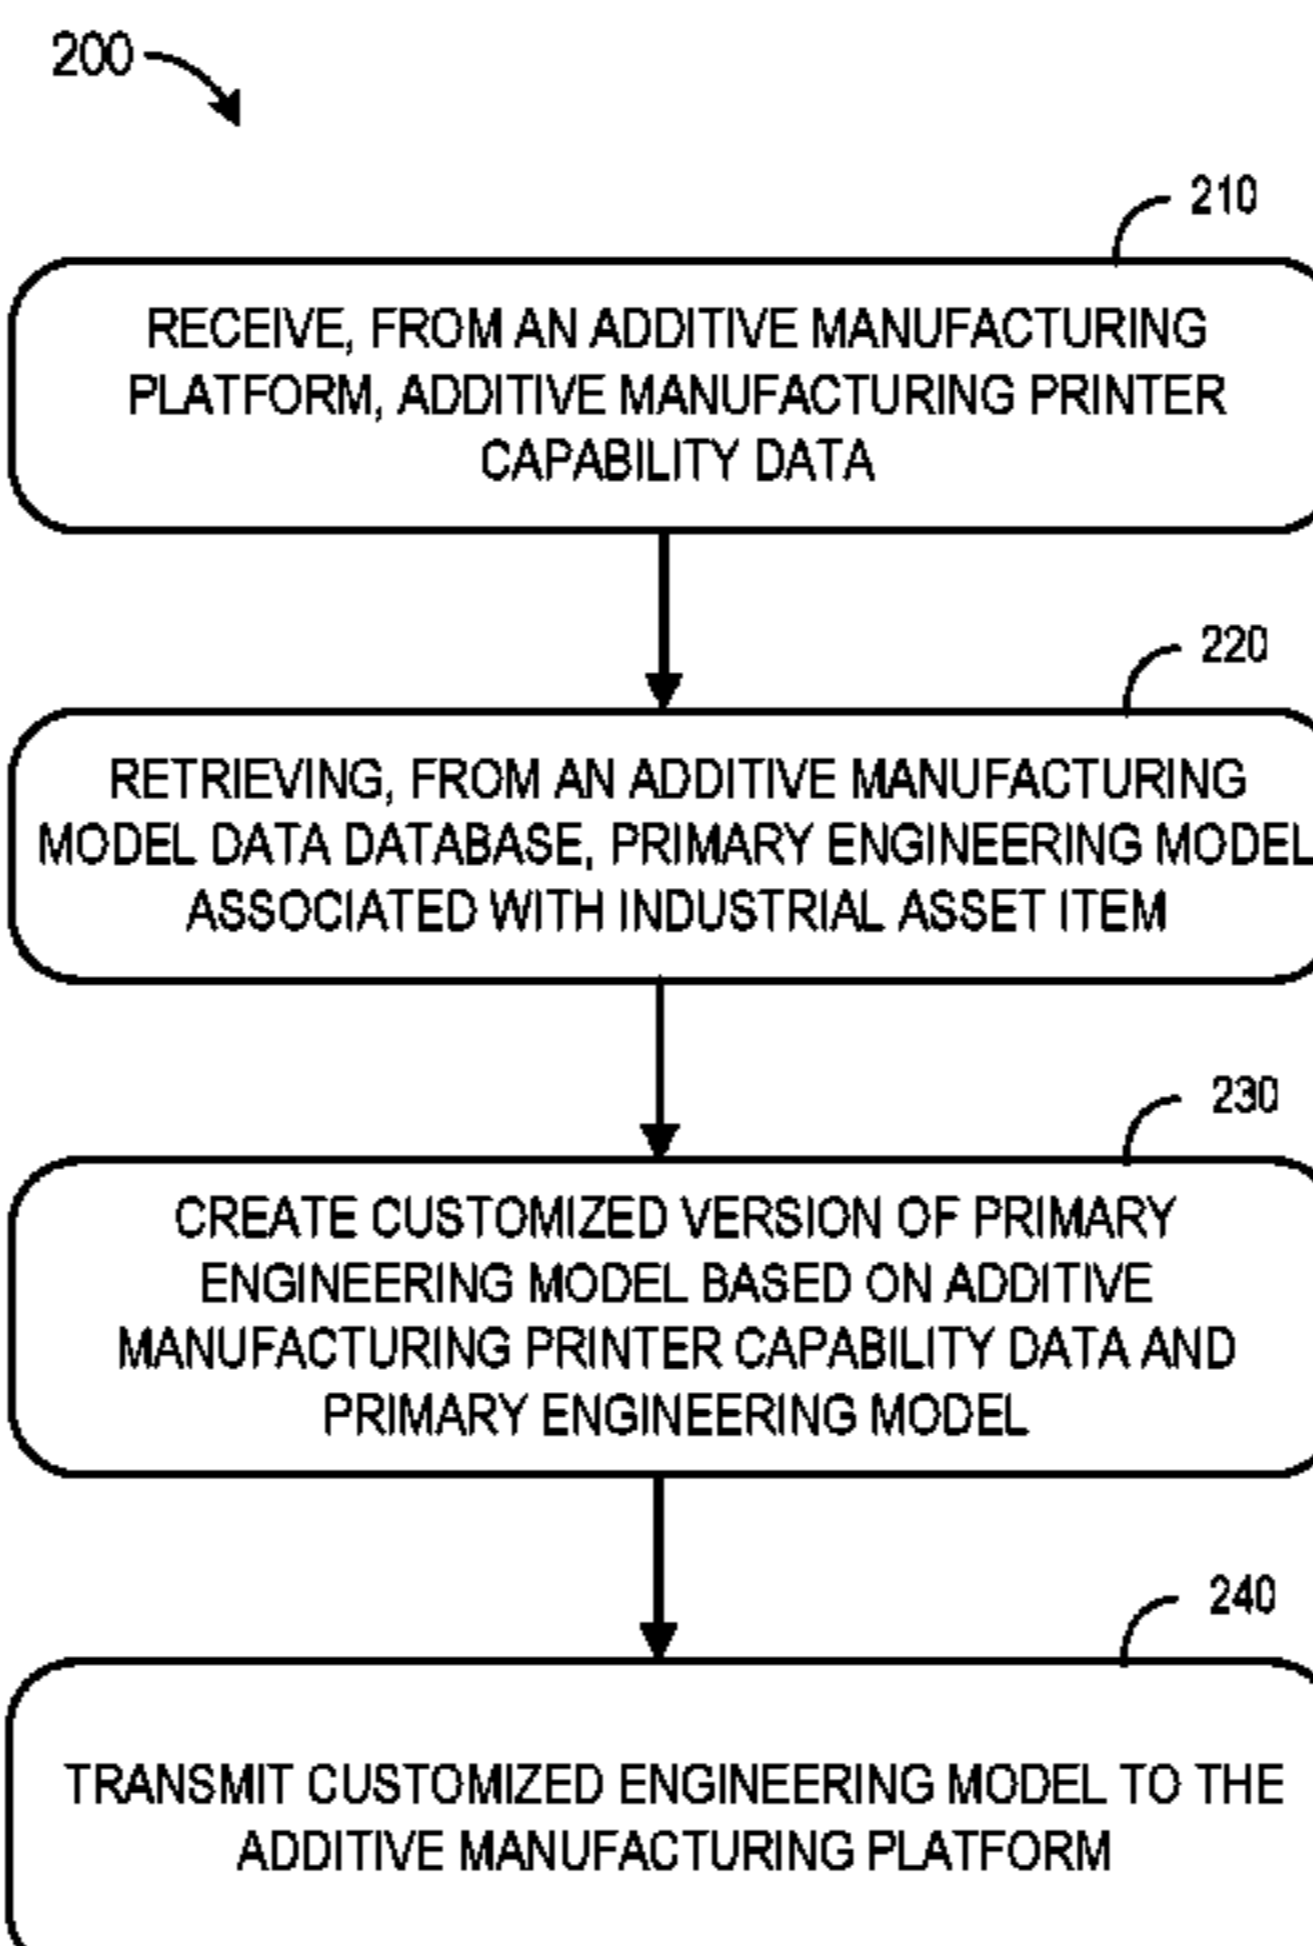 200
210
RECEIVE, FROM AN ADDITIVE MANUFACTURING
PLATFORM, ADDITIVE MANUFACTURING PRINTER
CAPABILITY DATA
220
RETRIEVING, FROM AN ADDITIVE MANUFACTURING
MODEL DATA DATABASE, PRIMARY ENGINEERING MODEL
ASSOCIATED WITH INDUSTRIAL ASSET ITEM
230
CREATE CUSTOMIZED VERSION OF PRIMARY
ENGINEERING MODEL BASED ON ADDITIVE
MANUFACTURING PRINTER CAPABILITY DATA AND
PRIMARY ENGINEERING MODEL
240
TRANSMIT CUSTOMIZED ENGINEERING MODEL TO THE
ADDITIVE MANUFACTURING PLATFORM